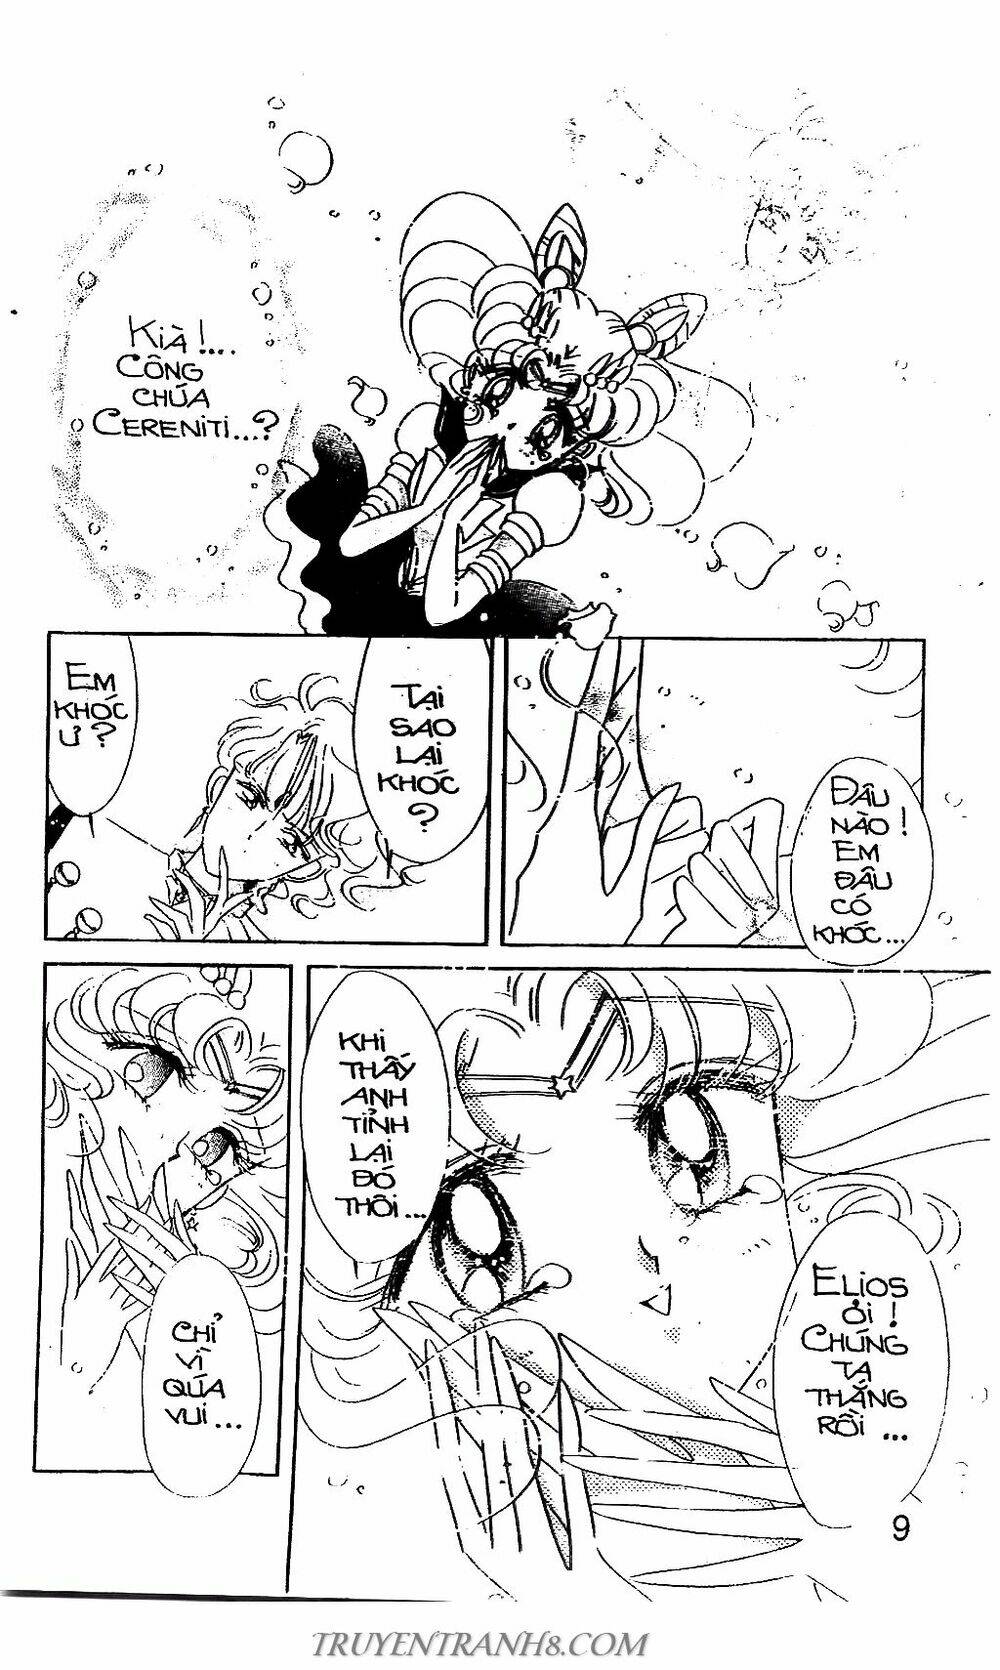 KìA!....
CÔNG
CHÚA
CERENiTi...?
EM
KHÓC
Ư?
TẠI
SAO
LẠI
KHÓC
?
ĐÂU
NÀO!
EM
ĐÂU
CÓ
KHÓC...
KHI
THẤY
ANH
TỈNH
LẠI
ĐÓ
THÔI...
CHỈ
VÌ
QÚA
VUI...
ELiOS
ƠI!
CHÚNG
TA
THẮNG
RỒI...
9
TRUYENTRANH8.COM